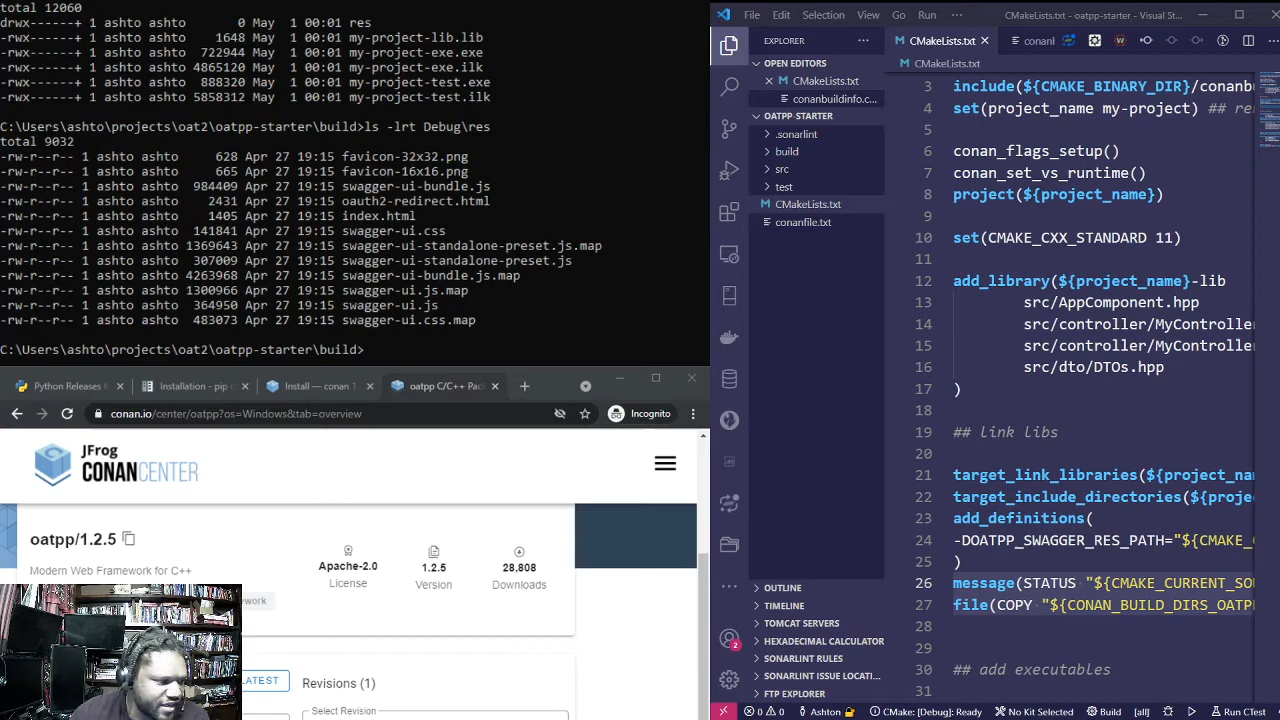 total 12060
drwx------ 1 ashto ashto 0 May 1 00:01 res
-rwx------ 1 ashto ashto 1648 May 1 00:01 my-project-lib.lib
-rwx------ 1 ashto ashto 722944 May 1 00:01 my-project-exe.exe
-rwx------ 1 ashto ashto 4865120 May 1 00:01 my-project-exe.ilk
-rwx------ 1 ashto ashto 888320 May 1 00:01 my-project-test.exe
-rwx------ 1 ashto ashto 5858312 May 1 00:01 my-project-test.ilk
C:\Users\ashto\projects\oat2\oatpp-starter\build>ls -lrt Debug\res
total 9032
-rw-r--r-- 1 ashto ashto 628 Apr 27 19:15 favicon-32x32.png
-rw-r--r-- 1 ashto ashto 665 Apr 27 19:15 favicon-16x16.png
-rw-r--r-- 1 ashto ashto 984409 Apr 27 19:15 swagger-ui-bundle.js
-rw-r--r-- 1 ashto ashto 2431 Apr 27 19:15 oauth2-redirect.html
-rw-r--r-- 1 ashto ashto 1405 Apr 27 19:15 index.html
-rw-r--r-- 1 ashto ashto 141841 Apr 27 19:15 swagger-ui.css
-rw-r--r-- 1 ashto ashto 1369643 Apr 27 19:15 swagger-ui-standalone-preset.js.map
-rw-r--r-- 1 ashto ashto 307009 Apr 27 19:15 swagger-ui-standalone-preset.js
-rw-r--r-- 1 ashto ashto 4263968 Apr 27 19:15 swagger-ui-bundle.js.map
-rw-r--r-- 1 ashto ashto 1300966 Apr 27 19:15 swagger-ui.js.map
-rw-r--r-- 1 ashto ashto 364950 Apr 27 19:15 swagger-ui.js
-rw-r--r-- 1 ashto ashto 483073 Apr 27 19:15 swagger-ui.css.map
C:\Users\ashto\projects\oat2\oatpp-starter\build>
Python Releases f
Installation - pip c
Install — conan 1
oatpp C/C++ Pac
conan.io/center/oatpp?os=Windows&tab=overview
Incognito
JFrog
CONANCENTER
oatpp/1.2.5
Modern Web Framework for C++
Apache-2.0
License
1.2.5
Version
28,808
Downloads
ework
LATEST
Revisions (1)
Select Revision
File Edit Selection View Go Run ··· CMakeLists.txt - oatpp-starter - Visual St...
EXPLORER
OPEN EDITORS
CMakeLists.txt
conanbuildinfo.c...
OATPP-STARTER
.sonarlint
build
src
test
CMakeLists.txt
conanfile.txt
OUTLINE
TIMELINE
TOMCAT SERVERS
HEXADECIMAL CALCULATOR
SONARLINT RULES
SONARLINT ISSUE LOCATI...
FTP EXPLORER
CMakeLists.txt
conanl
CMakeLists.txt
3 include(${CMAKE_BINARY_DIR}/conanbu
4 set(project_name my-project) ## re
5
6 conan_flags_setup()
7 conan_set_vs_runtime()
8 project(${project_name})
9
10 set(CMAKE_CXX_STANDARD 11)
11
12 add_library(${project_name}-lib
13 src/AppComponent.hpp
14 src/controller/MyController
15 src/controller/MyController
16 src/dto/DTOs.hpp
17 )
18
19 ## link libs
20
21 target_link_libraries(${project_na
22 target_include_directories(${projec
23 add_definitions(
24 -DOATPP_SWAGGER_RES_PATH="${CMAKE_C
25 )
26 message(STATUS "${CMAKE_CURRENT_SO
27 file(COPY "${CONAN_BUILD_DIRS_OATP
28
29
30 ## add executables
31
2
0 0 Ashton CMake: [Debug]: Ready No Kit Selected Build [all] Run CTest